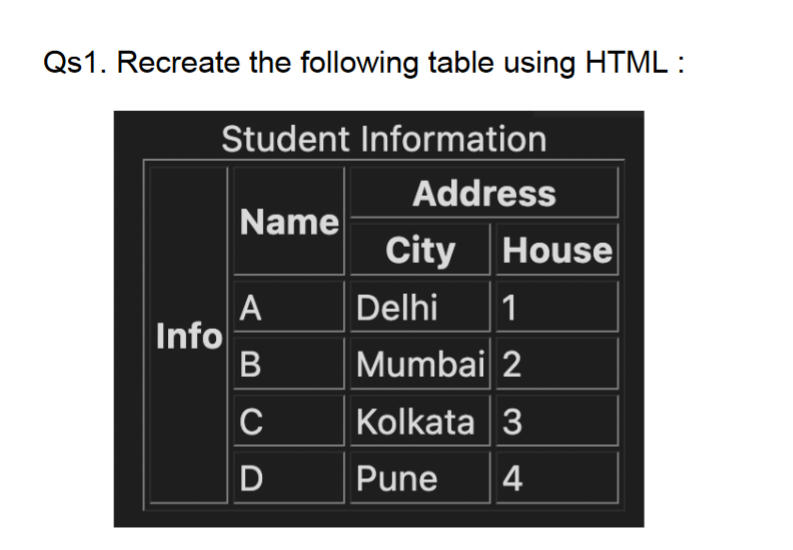 Qs1. Recreate the following table using HTML :
Student Information
Info Name Address
City House
A Delhi 1
B Mumbai 2
C Kolkata 3
D Pune 4